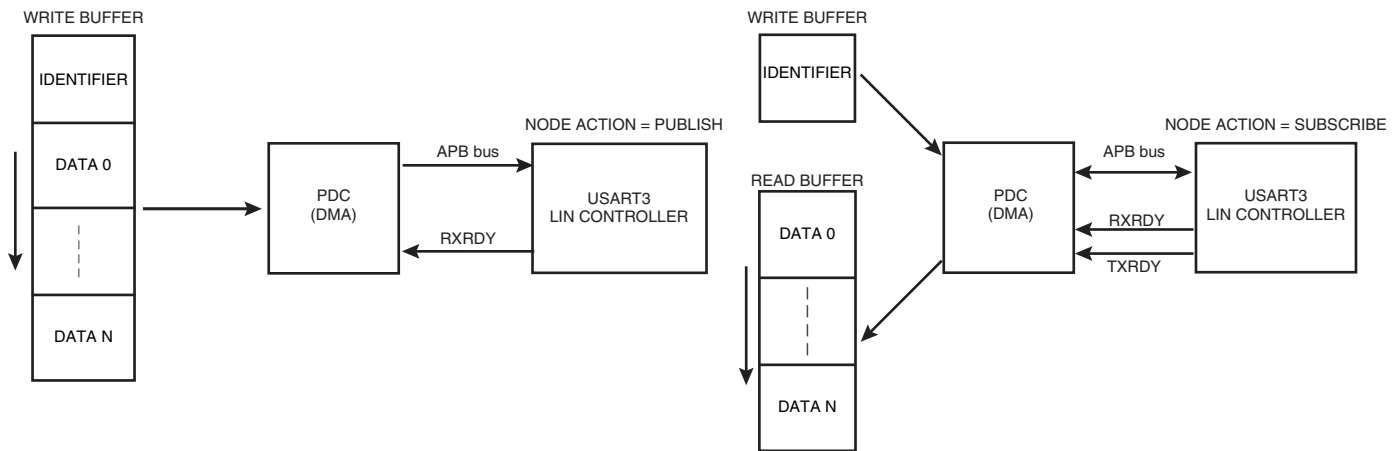 WRITE BUFFER
IDENTIFIER
DATA 0
DATA N
PDC
(DMA)
APB bus
RXRDY
NODE ACTION = PUBLISH
USART3
LIN CONTROLLER
WRITE BUFFER
IDENTIFIER
READ BUFFER
DATA 0
DATA N
PDC
(DMA)
APB bus
RXRDY
TXRDY
NODE ACTION = SUBSCRIBE
USART3
LIN CONTROLLER